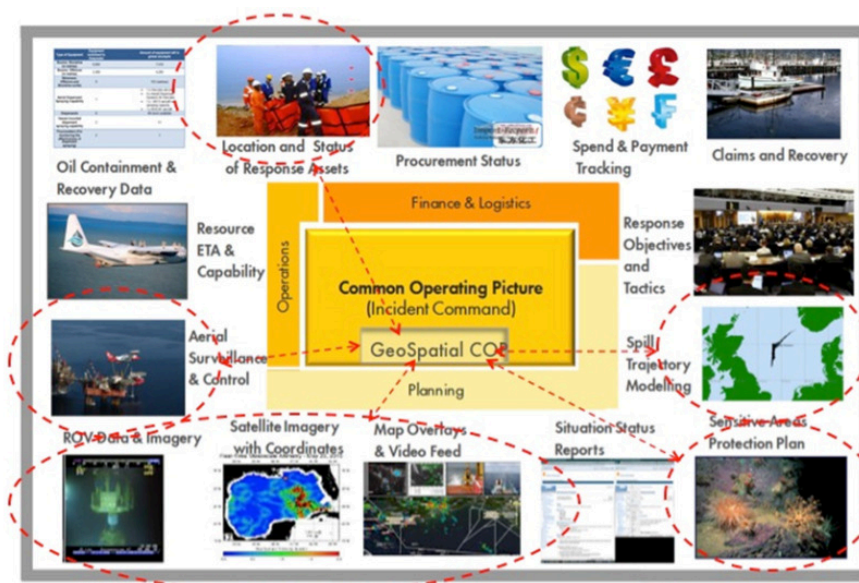 Oil Containment &
Recovery Data
Location and Status
of Response Assets
Procurement Status
Spend & Payment
Tracking
Claims and Recovery
Resource
ETA &
Capability
Operations
Finance & Logistics
Response
Objectives
and
Tactics
Common Operating Picture
(Incident Command)
GeoSpatial COP
Planning
Aerial
Survillance
& Control
Spill
Trajectory
Modelling
ROV Data & Imagery
Satellite Imagery
with Coordinates
Map Overlays
& Video Feed
Situation Status
Reports
Sensitive Areas
Protection Plan